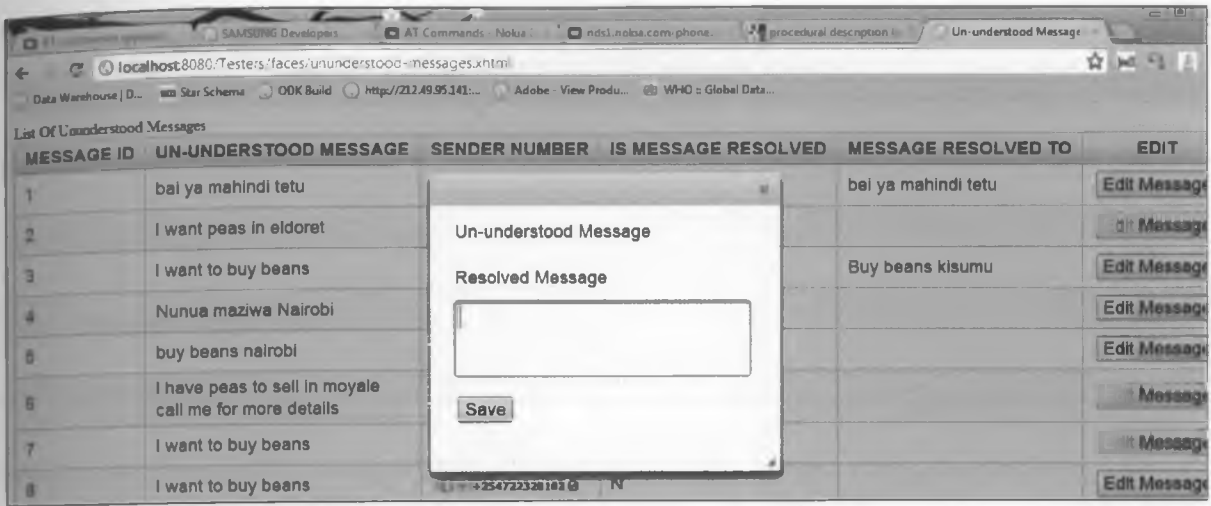 SAMSUNG Developers AT Commands - Nokia nds1.nokia.com/phone. procedural description Un-understood Message
localhost:8080/Testers/faces/ununderstood-messages.xhtml
Data Warehouse | D... Star Schema ODK Build http://212.49.95.141:... Adobe - View Produ... WHO :: Global Data...
List Of Ununderstood Messages
MESSAGE ID UN-UNDERSTOOD MESSAGE SENDER NUMBER IS MESSAGE RESOLVED MESSAGE RESOLVED TO EDIT
1 bai ya mahindi tetu bei ya mahindi tetu Edit Message
2 I want peas in eldoret Message
3 I want to buy beans Buy beans kisumu Edit Message
4 Nunua maziwa Nairobi Edit Message
5 buy beans nairobi Edit Message
6 I have peas to sell in moyale
call me for more details Message
7 I want to buy beans Message
8 I want to buy beans N Edit Message
Un-understood Message
Resolved Message
Save